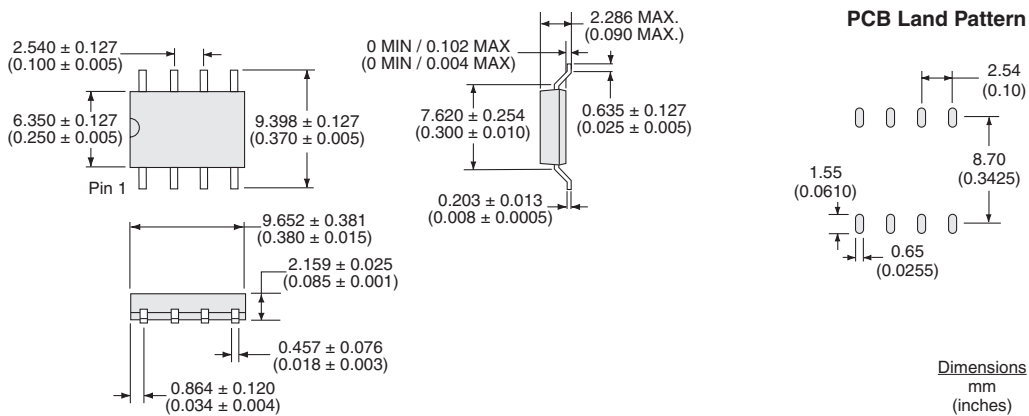 2.540 ± 0.127
(0.100 ± 0.005)
6.350 ± 0.127
(0.250 ± 0.005)
9.398 ± 0.127
(0.370 ± 0.005)
Pin 1
9.652 ± 0.381
(0.380 ± 0.015)
2.159 ± 0.025
(0.085 ± 0.001)
0.457 ± 0.076
(0.018 ± 0.003)
0.864 ± 0.120
(0.034 ± 0.004)
2.286 MAX.
(0.090 MAX.)
0 MIN / 0.102 MAX
(0 MIN / 0.004 MAX)
7.620 ± 0.254
(0.300 ± 0.010)
0.635 ± 0.127
(0.025 ± 0.005)
0.203 ± 0.013
(0.008 ± 0.0005)
PCB Land Pattern
2.54
(0.10)
8.70
(0.3425)
1.55
(0.0610)
0.65
(0.0255)
Dimensions
mm
(inches)